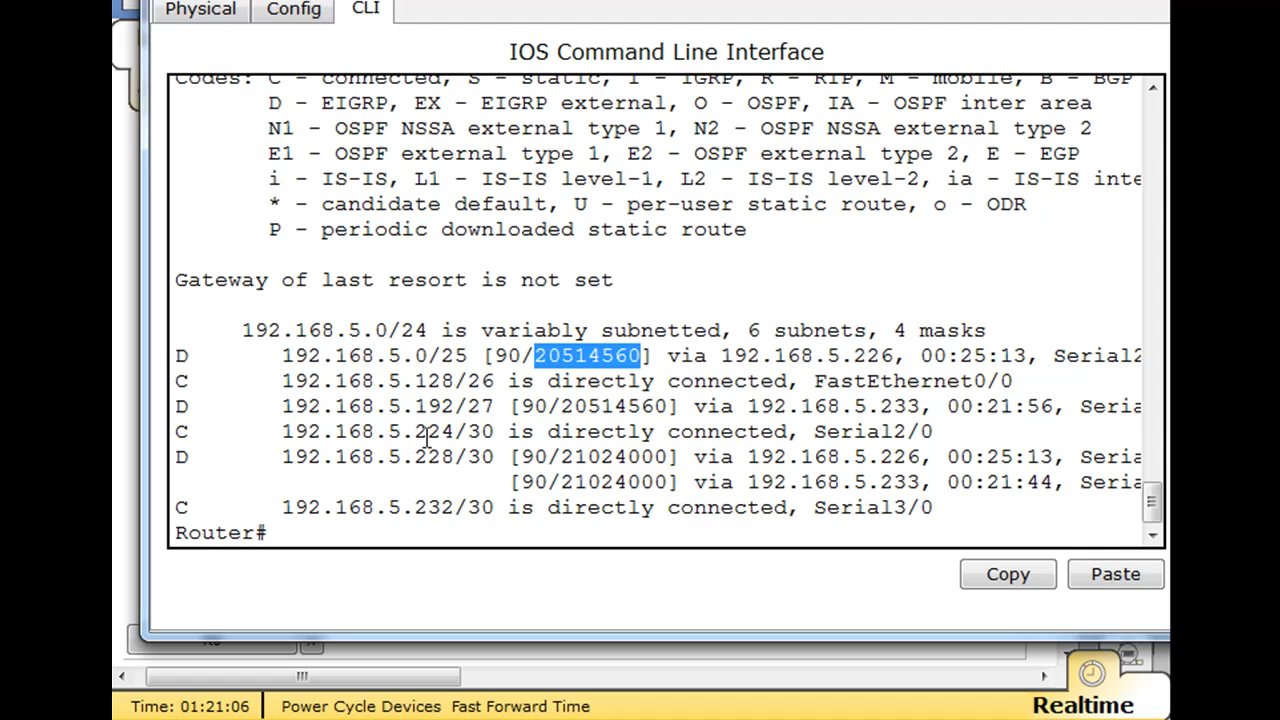 Physical
Config
CLI
IOS Command Line Interface
Codes: C - connected, S - static, I - IGRP, R - RIP, M - mobile, B - BGP
D - EIGRP, EX - EIGRP external, O - OSPF, IA - OSPF inter area
N1 - OSPF NSSA external type 1, N2 - OSPF NSSA external type 2
E1 - OSPF external type 1, E2 - OSPF external type 2, E - EGP
i - IS-IS, L1 - IS-IS level-1, L2 - IS-IS level-2, ia - IS-IS inte
* - candidate default, U - per-user static route, o - ODR
P - periodic downloaded static route
Gateway of last resort is not set
192.168.5.0/24 is variably subnetted, 6 subnets, 4 masks
D 192.168.5.0/25 [90/20514560] via 192.168.5.226, 00:25:13, Serial2
C 192.168.5.128/26 is directly connected, FastEthernet0/0
D 192.168.5.192/27 [90/20514560] via 192.168.5.233, 00:21:56, Seria
C 192.168.5.224/30 is directly connected, Serial2/0
D 192.168.5.228/30 [90/21024000] via 192.168.5.226, 00:25:13, Seria
[90/21024000] via 192.168.5.233, 00:21:44, Seria
C 192.168.5.232/30 is directly connected, Serial3/0
Router#
Copy
Paste
Time: 01:21:06
Power Cycle Devices Fast Forward Time
Realtime